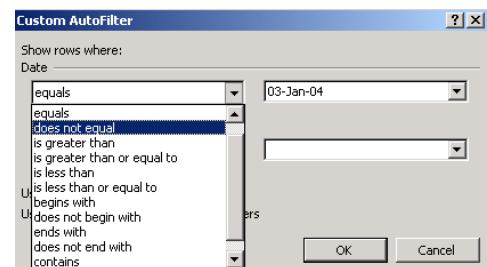 Custom AutoFilter
Show rows where:
Date
equals 03-Jan-04
equals
does not equal
is greater than
is greater than or equal to
is less than
is less than or equal to
begins with
does not begin with
ends with
does not end with
contains
OK Cancel